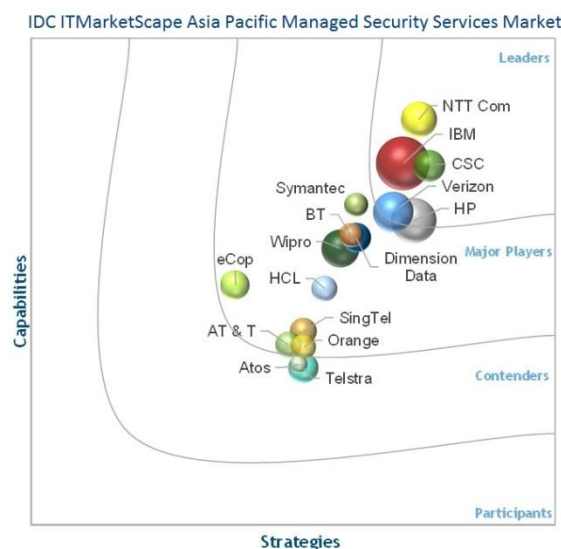 IDC ITMarketScape Asia Pacific Managed Security Services Market
Leaders
NTT Com
IBM
CSC
Symantec
Verizon
BT
HP
Wipro
Major Players
eCop
Dimension
Data
HCL
SingTel
AT & T
Orange
Atos
Telstra
Contenders
Participants
Capabilities
Strategies